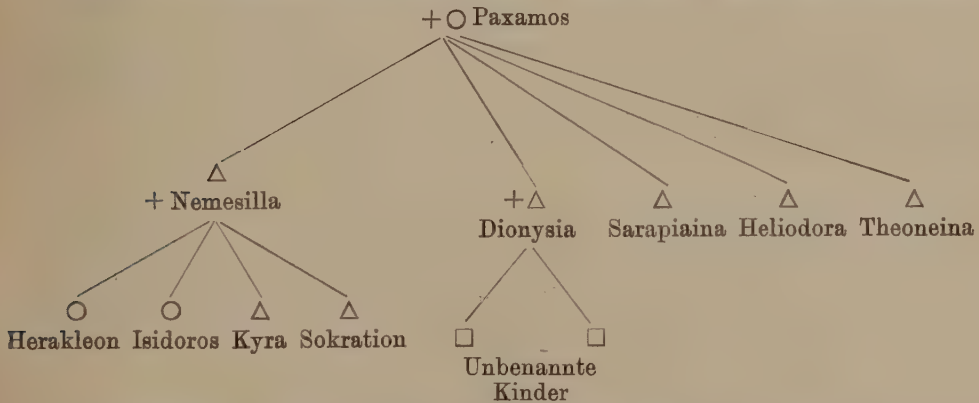 + Paxamos
+ Nemesilla
+
Dionysia Sarapiaina Heliodora Theoneina
Herakleon Isidoros Kyra Sokration
Unbenannte
Kinder